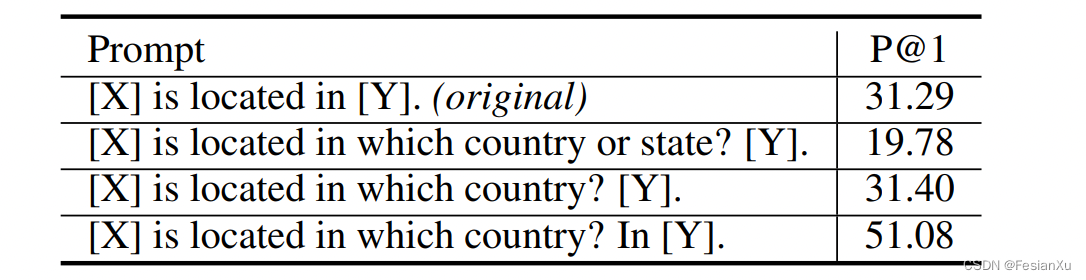 Prompt P@1
[X] is located in [Y]. (original) 31.29
[X] is located in which country or state? [Y]. 19.78
[X] is located in which country? [Y]. 31.40
[X] is located in which country? In [Y]. 51.08
CSDN @FesianXu